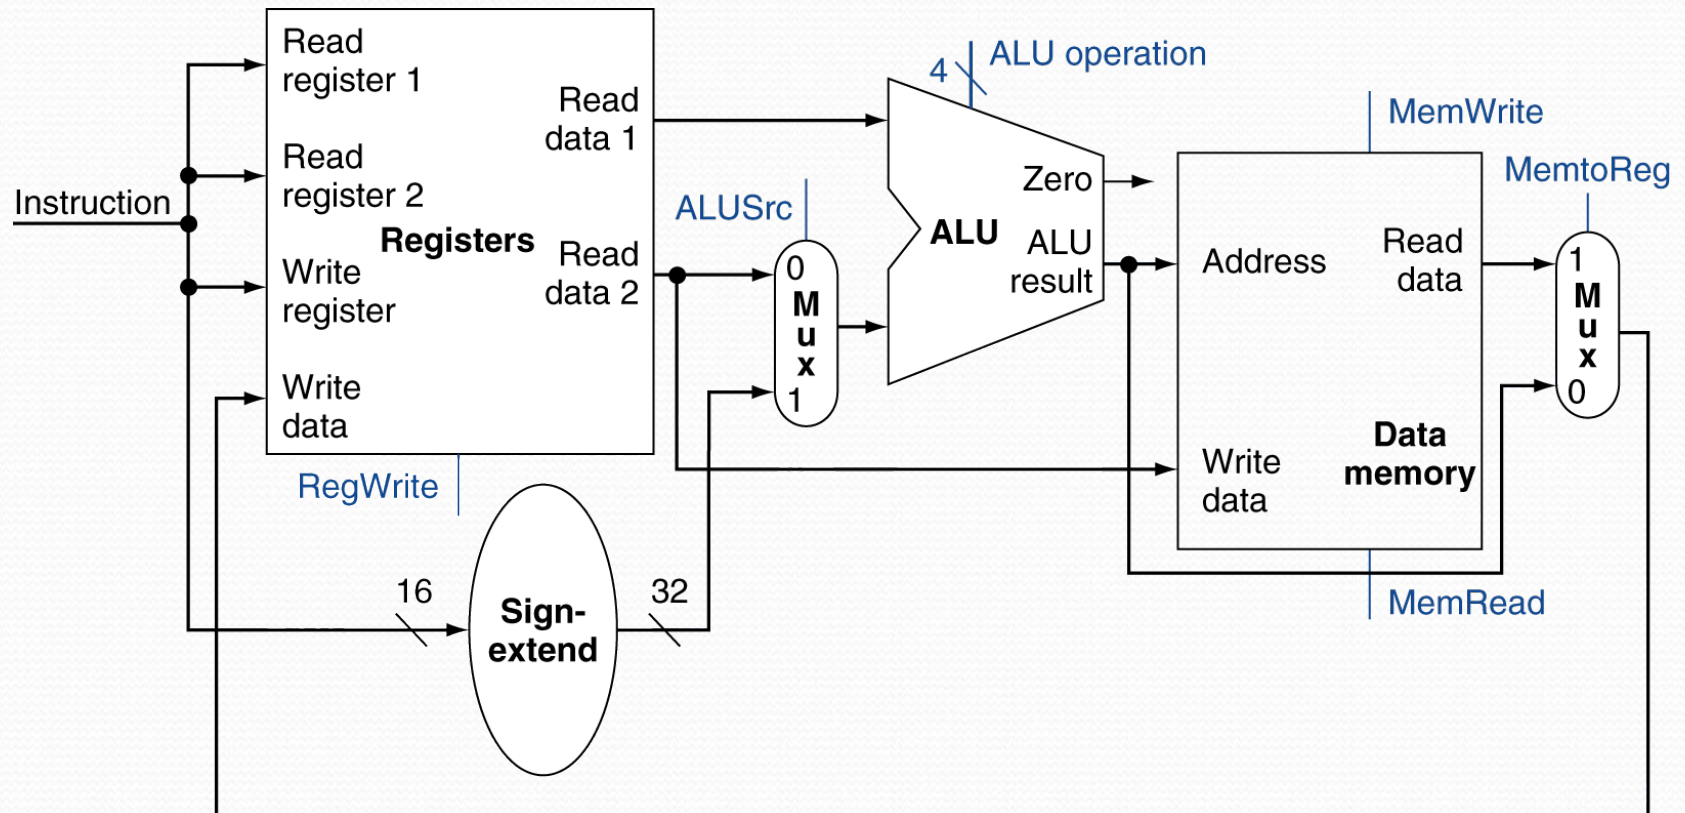 Instruction
Read
register 1
Read
register 2
Write
register
Write
data
Registers
Read
data 1
Read
data 2
RegWrite
16
Sign-
extend
32
ALUSrc
0
M
u
x
1
4
ALU operation
ALU
Zero
ALU
result
MemWrite
Address
Read
data
Write
data
Data
memory
MemRead
MemtoReg
1
M
u
x
0